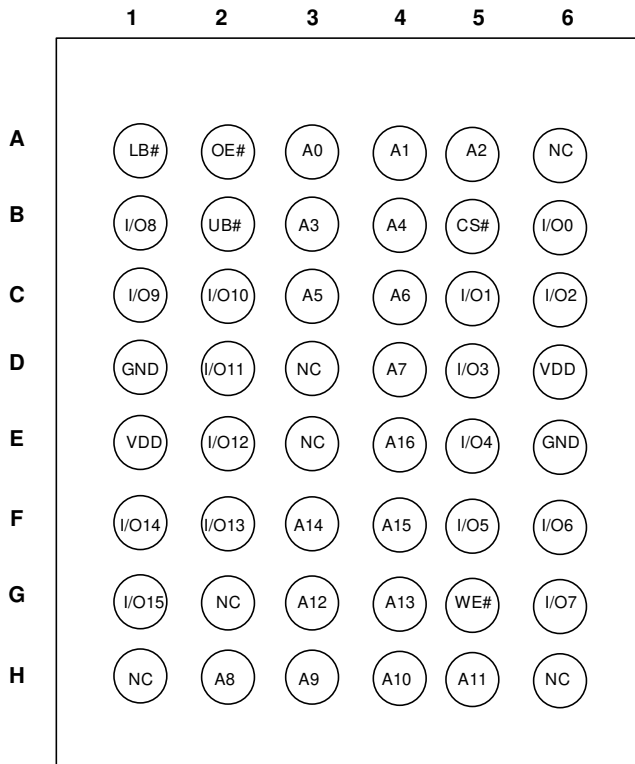 1 2 3 4 5 6
A LB# OE# A0 A1 A2 NC
B I/O8 UB# A3 A4 CS# I/O0
C I/O9 I/O10 A5 A6 I/O1 I/O2
D GND I/O11 NC A7 I/O3 VDD
E VDD I/O12 NC A16 I/O4 GND
F I/O14 I/O13 A14 A15 I/O5 I/O6
G I/O15 NC A12 A13 WE# I/O7
H NC A8 A9 A10 A11 NC